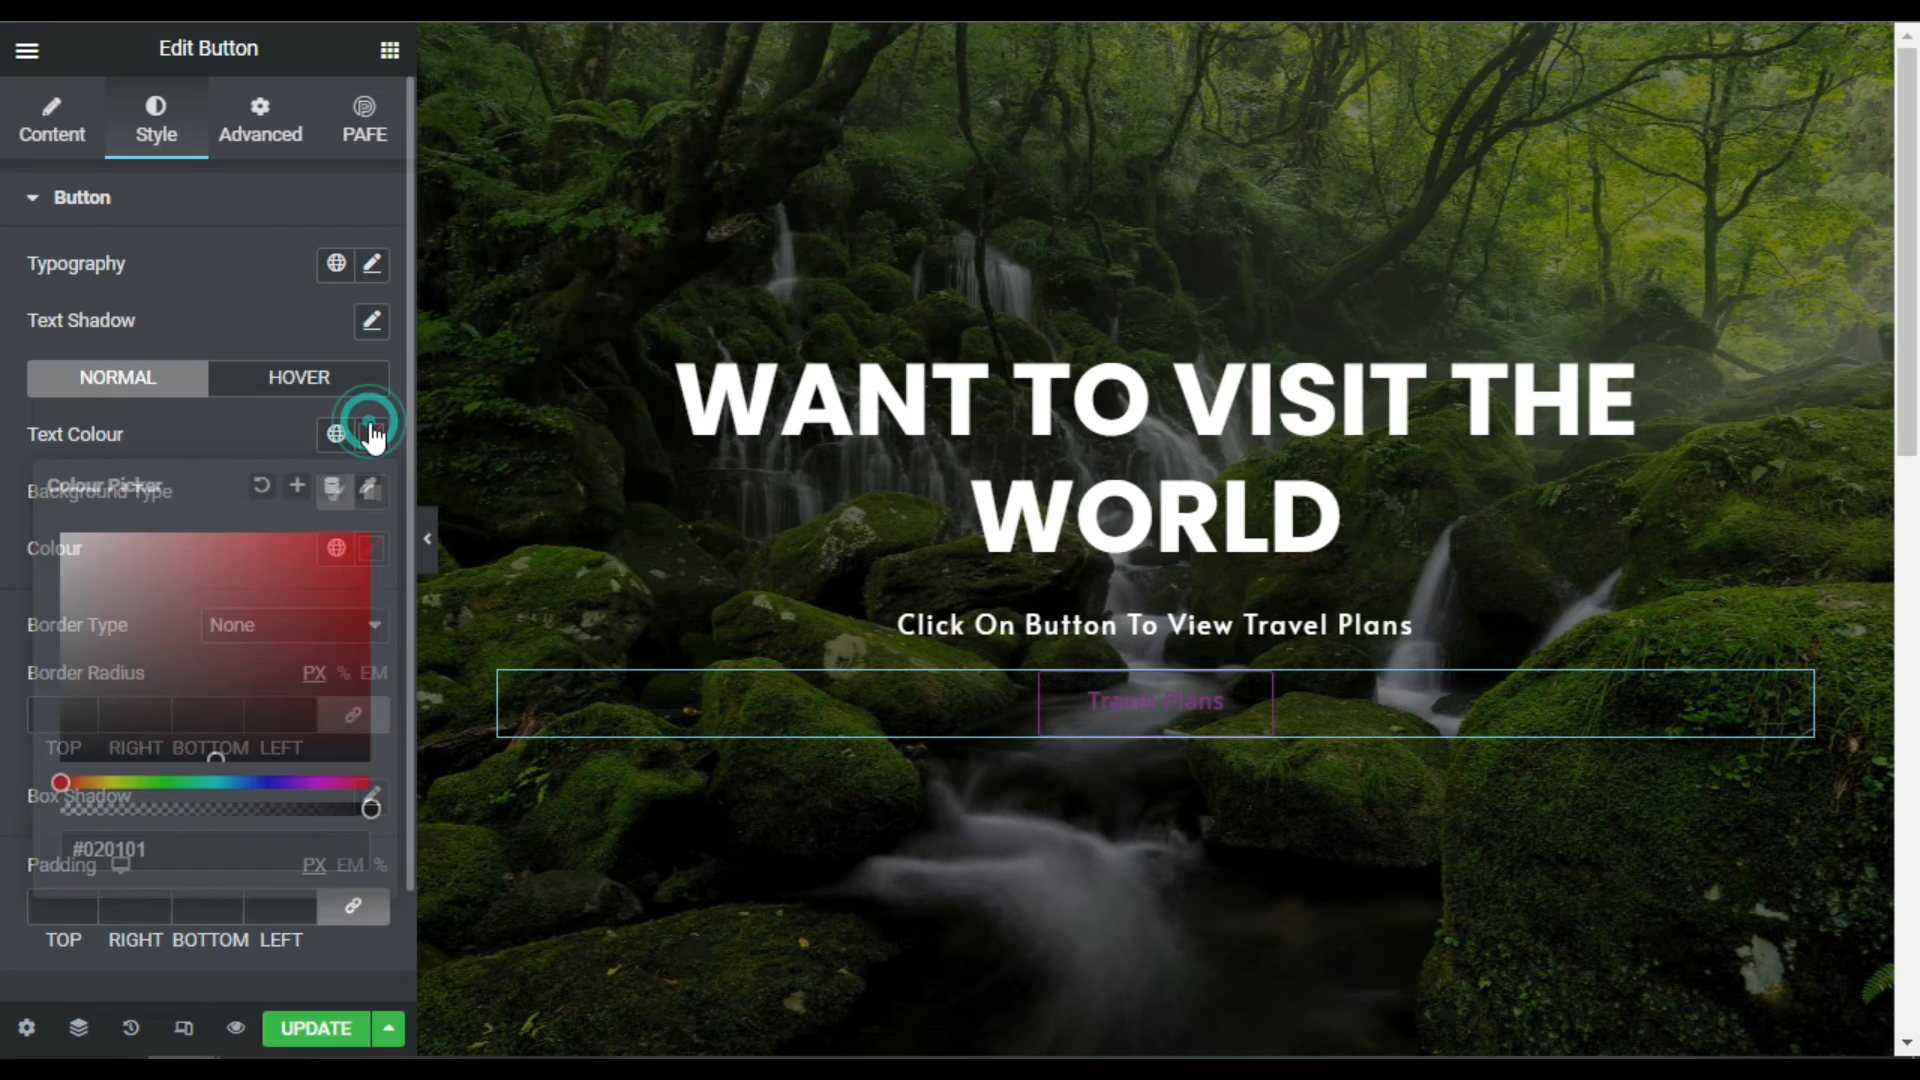 Edit Button
Content
Style
Advanced
PAFE
Button
Typography
Text Shadow
NORMAL
HOVER
Text Colour
Colour Picker
Background Type
Colour
Border Type
None
Border Radius
PX % EM
TOP RIGHT BOTTOM LEFT
Box Shadow
#020101
Padding
PX EM %
TOP RIGHT BOTTOM LEFT
UPDATE
WANT TO VISIT THE
WORLD
Click On Button To View Travel Plans
Travel Plans